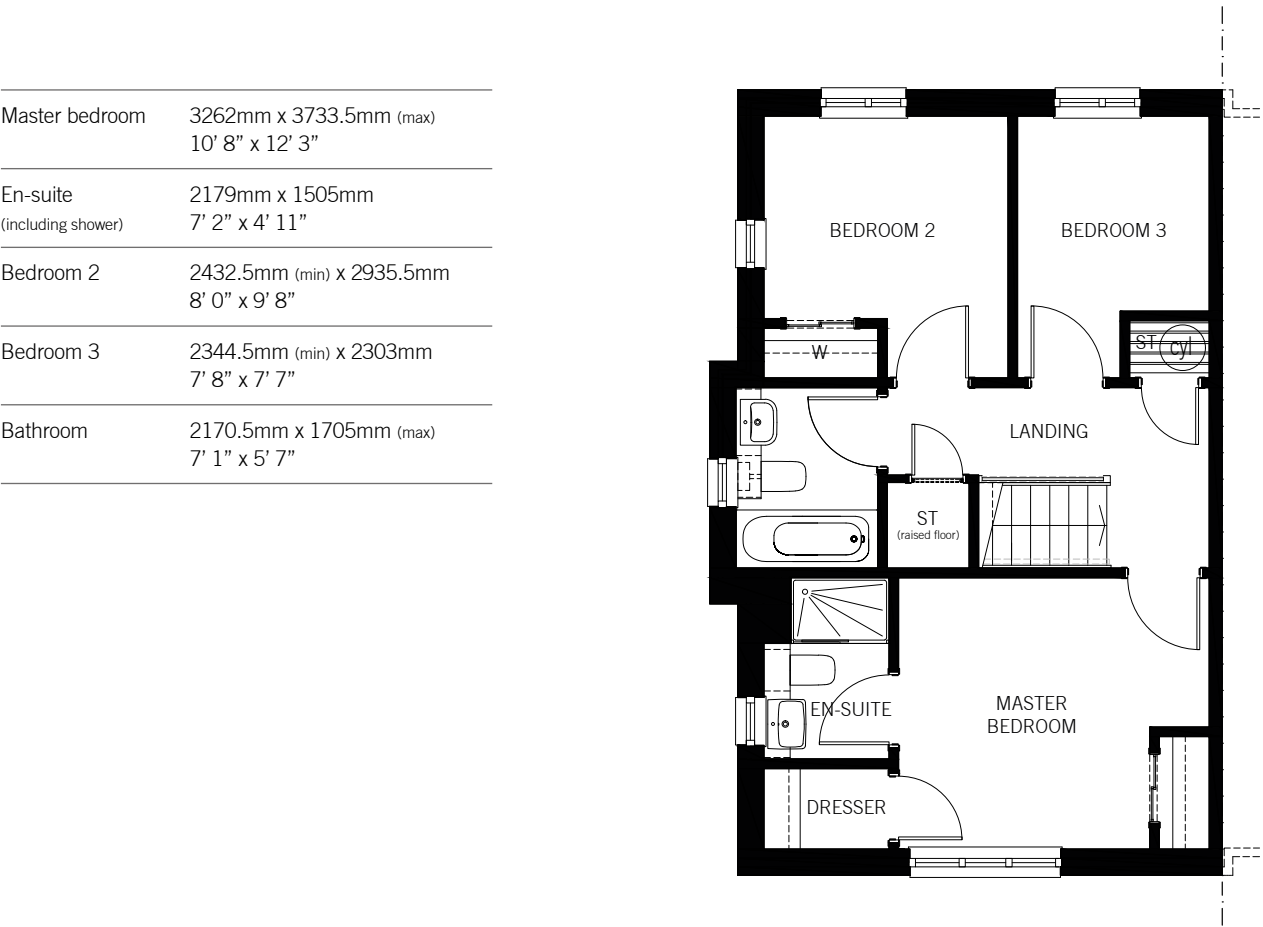 Master bedroom 3262mm x 3733.5mm (max)
10’ 8” x 12’ 3”
En-suite 2179mm x 1505mm
(including shower) 7’ 2” x 4’ 11”
Bedroom 2 2432.5mm (min) x 2935.5mm
8’ 0” x 9’ 8”
Bedroom 3 2344.5mm (min) x 2303mm
7’ 8” x 7’ 7”
Bathroom 2170.5mm x 1705mm (max)
7’ 1” x 5’ 7”
BEDROOM 2
BEDROOM 3
W
ST
cyl
LANDING
ST
(raised floor)
EN-SUITE
MASTER
BEDROOM
DRESSER